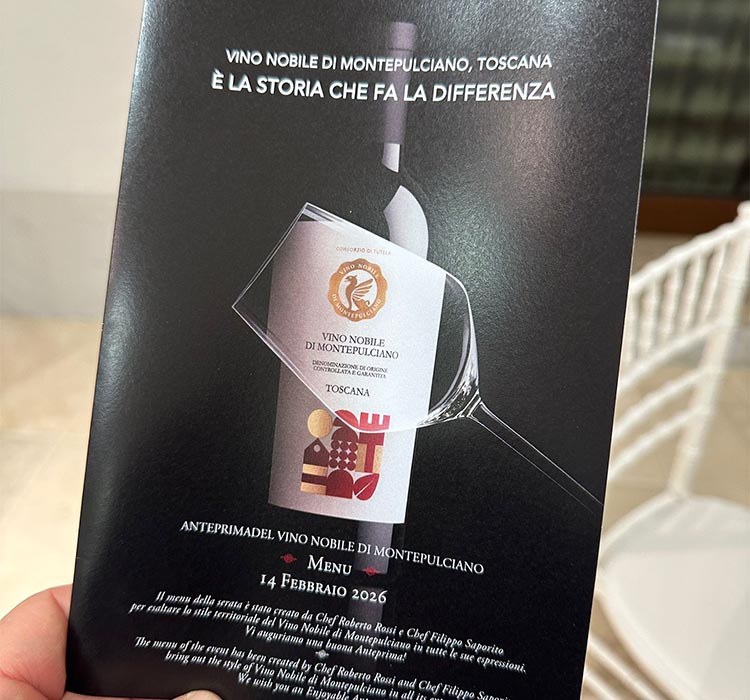 VINO NOBILE DI MONTEPULCIANO, TOSCANA
È LA STORIA CHE FA LA DIFFERENZA
CONSORZIO DI TUTELA
VINO NOBILE
DI MONTEPULCIANO
VINO NOBILE
DI MONTEPULCIANO
DENOMINAZIONE DI ORIGINE
CONTROLLATA E GARANTITA
TOSCANA
ANTEPRIMADEL VINO NOBILE DI MONTEPULCIANO
MENU
14 FEBBRAIO 2026
Il menu della serata è stato creato da Chef Roberto Rossi e Chef Filippo Saporito
per esaltare lo stile territoriale del Vino Nobile di Montepulciano in tutte le sue espressioni.
Vi auguriamo una buona Anteprima!
The menu of the event has been created by Chef Roberto Rossi and Chef Filippo
bring out the style of Vino Nobile di Montepulciano in all its
We wish you an Enjoyable